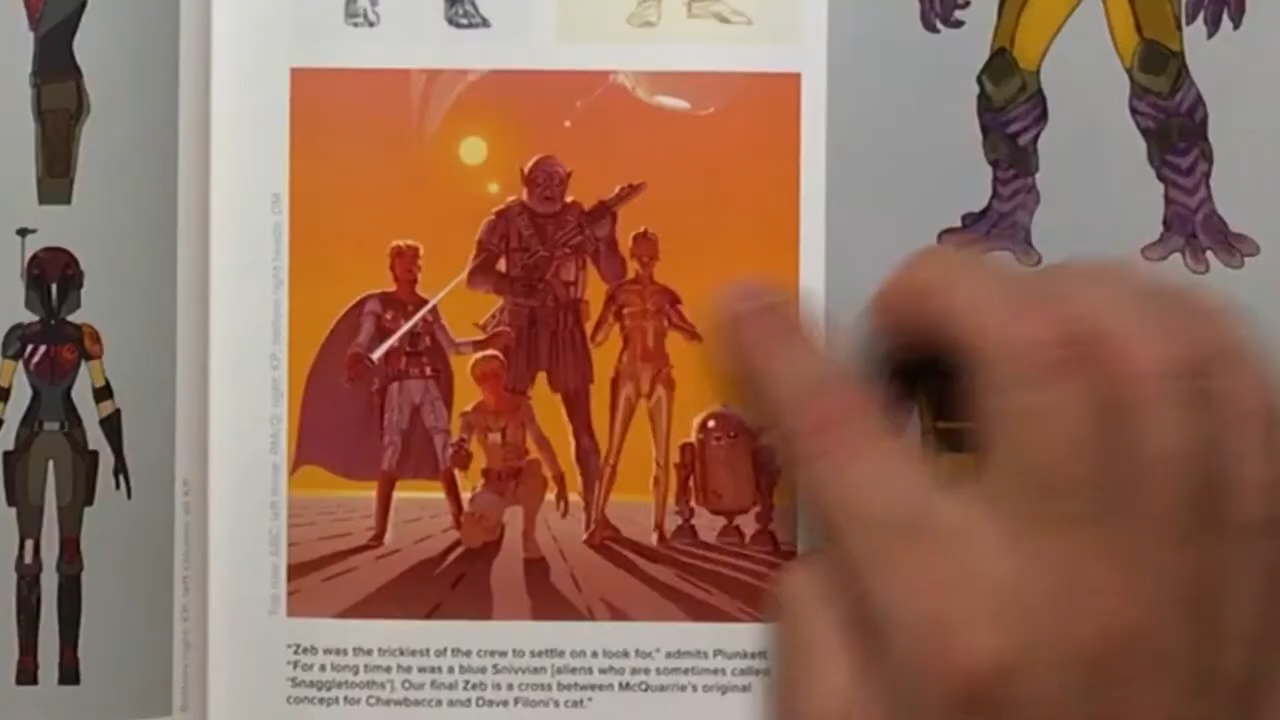 "Zeb was the trickiest of the crew to settle on a look for," admits Plunkett.
"For a long time he was a blue Snivvian [aliens who are sometimes called
'Snaggletooths']. Our final Zeb is a cross between McQuarrie's original
concept for Chewbacca and Dave Filoni's cat."